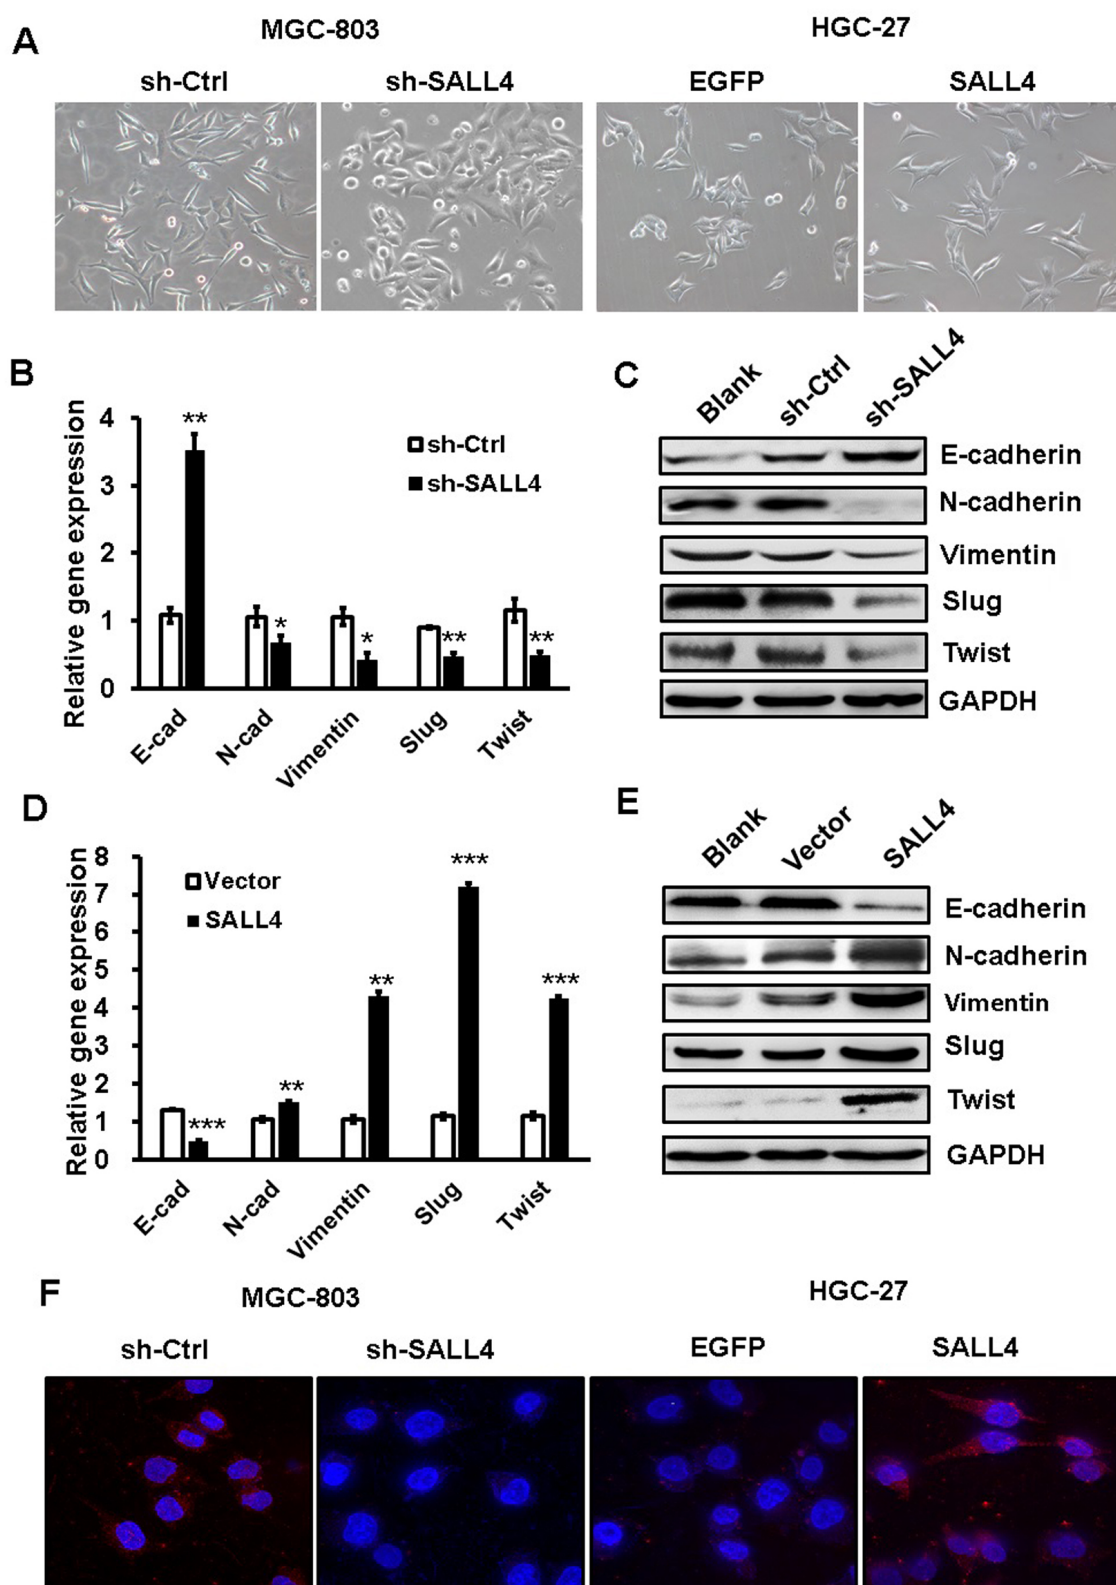 A
MGC-803
HGC-27
sh-Ctrl
sh-SALL4
EGFP
SALL4
B
Relative gene expression
4
3
2
1
0
** * * ** **
sh-Ctrl
sh-SALL4
E-cad
N-cad
Vimentin
Slug
Twist
C
Blank
sh-Ctrl
sh-SALL4
E-cadherin
N-cadherin
Vimentin
Slug
Twist
GAPDH
D
Relative gene expression
8
7
6
5
4
3
2
1
0
*** ** ** *** ***
Vector
SALL4
E-cad
N-cad
Vimentin
Slug
Twist
E
Blank
Vector
SALL4
E-cadherin
N-cadherin
Vimentin
Slug
Twist
GAPDH
F
MGC-803
HGC-27
sh-Ctrl
sh-SALL4
EGFP
SALL4